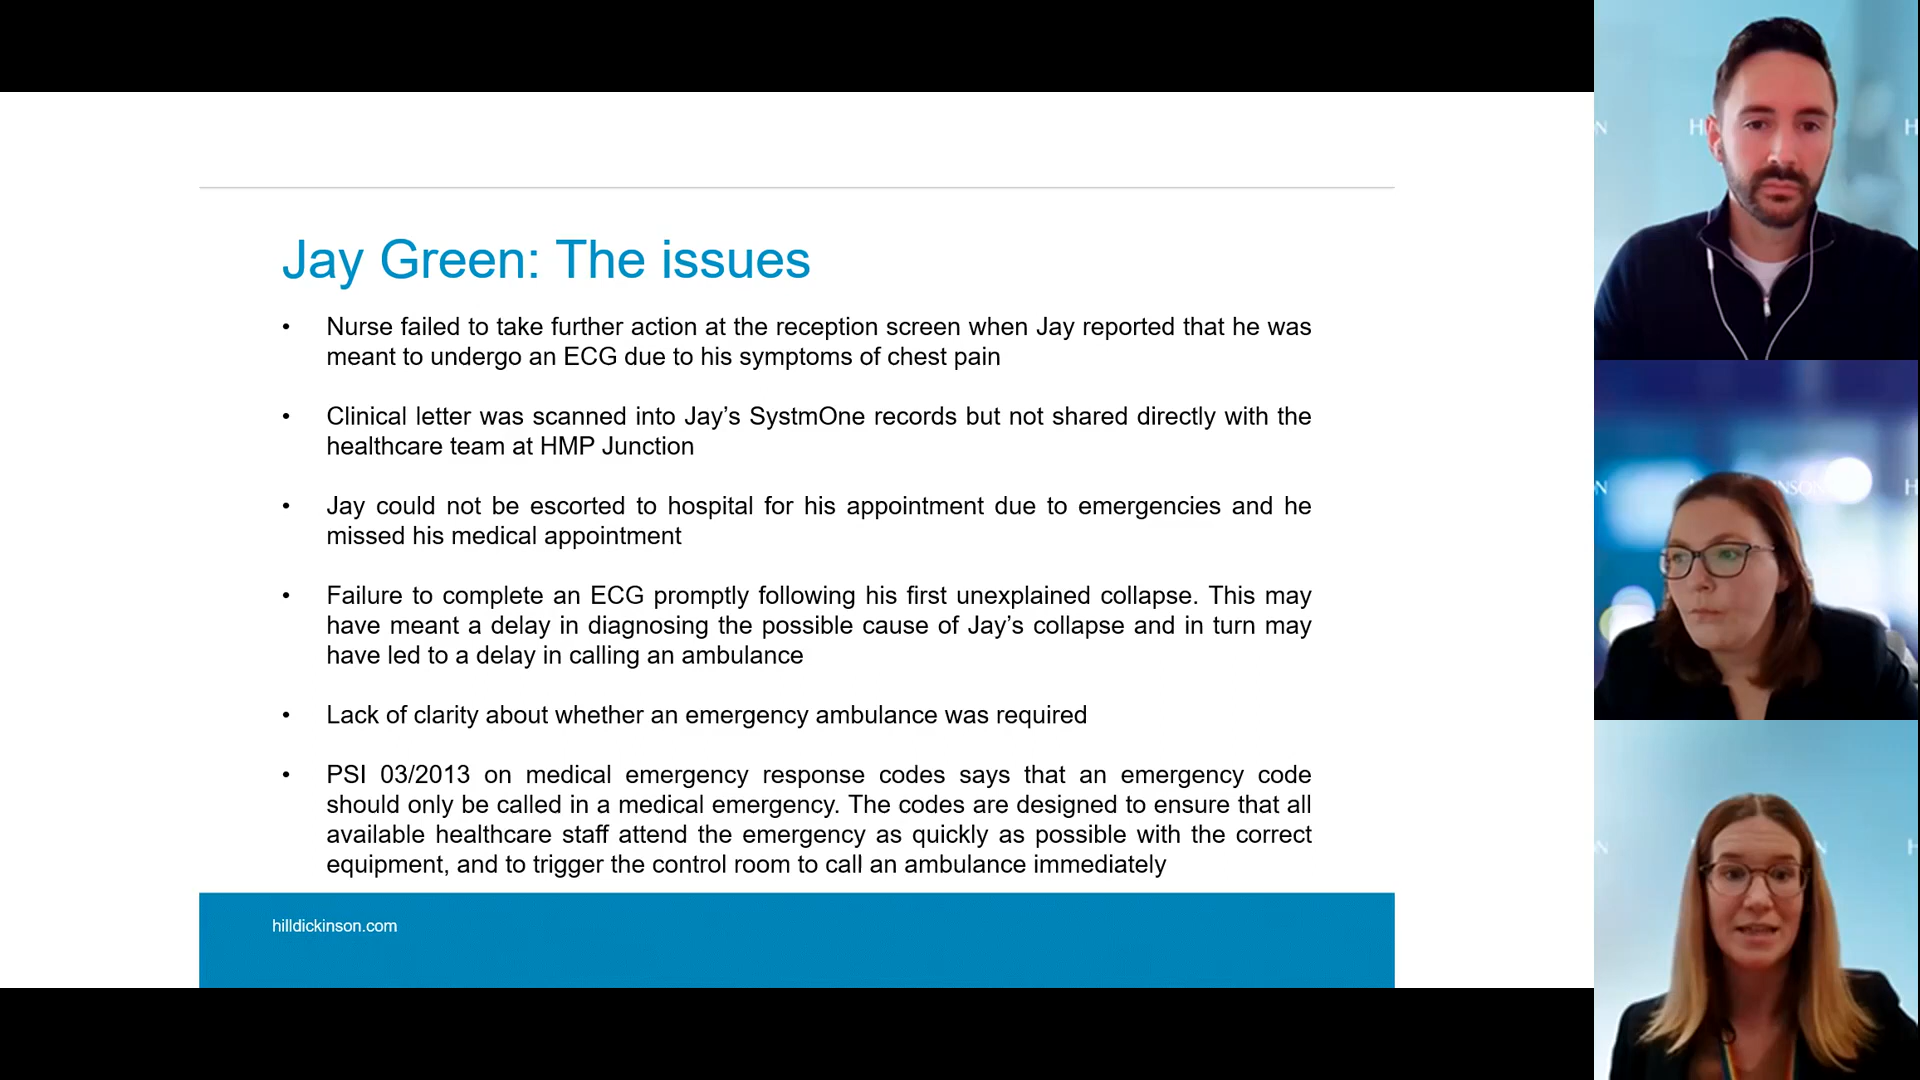 Jay Green: The issues
• Nurse failed to take further action at the reception screen when Jay reported that he was
meant to undergo an ECG due to his symptoms of chest pain
• Clinical letter was scanned into Jay’s SystmOne records but not shared directly with the
healthcare team at HMP Junction
• Jay could not be escorted to hospital for his appointment due to emergencies and he
missed his medical appointment
• Failure to complete an ECG promptly following his first unexplained collapse. This may
have meant a delay in diagnosing the possible cause of Jay’s collapse and in turn may
have led to a delay in calling an ambulance
• Lack of clarity about whether an emergency ambulance was required
• PSI 03/2013 on medical emergency response codes says that an emergency code
should only be called in a medical emergency. The codes are designed to ensure that all
available healthcare staff attend the emergency as quickly as possible with the correct
equipment, and to trigger the control room to call an ambulance immediately
hilldickinson.com